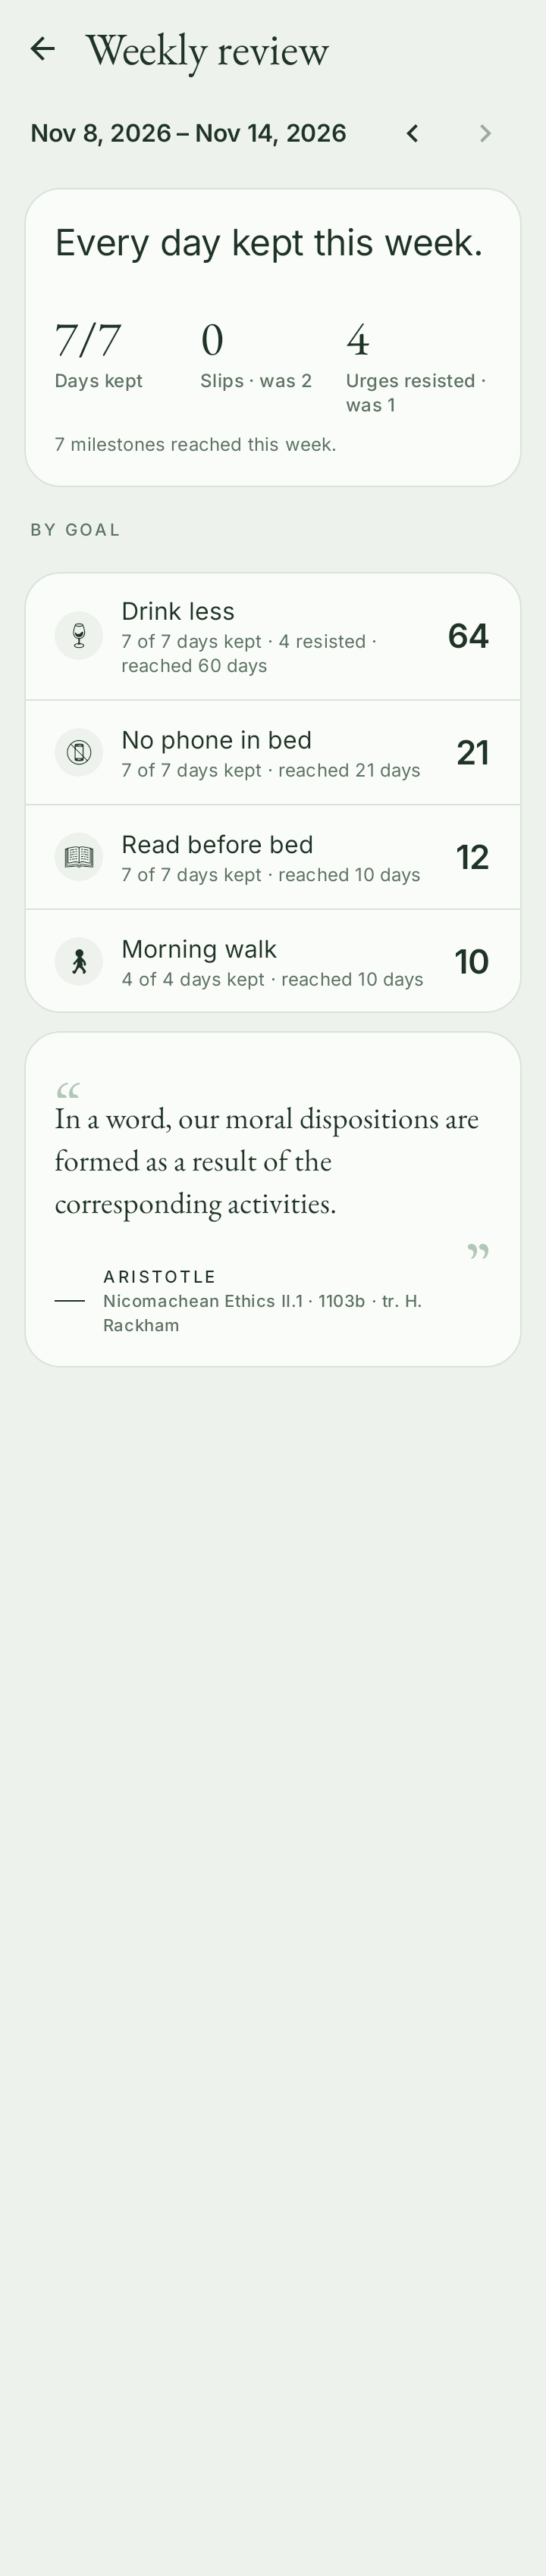 Weekly review
Nov 8, 2026 – Nov 14, 2026
Every day kept this week.
7/7
Days kept
0
Slips · was 2
4
Urges resisted ·
was 1
7 milestones reached this week.
BY GOAL
Drink less
7 of 7 days kept · 4 resisted ·
reached 60 days
64
No phone in bed
7 of 7 days kept · reached 21 days
21
Read before bed
7 of 7 days kept · reached 10 days
12
Morning walk
4 of 4 days kept · reached 10 days
10
“
In a word, our moral dispositions are
formed as a result of the
corresponding activities.
”
ARISTOTLE
Nicomachean Ethics II.1 · 1103b · tr. H.
Rackham